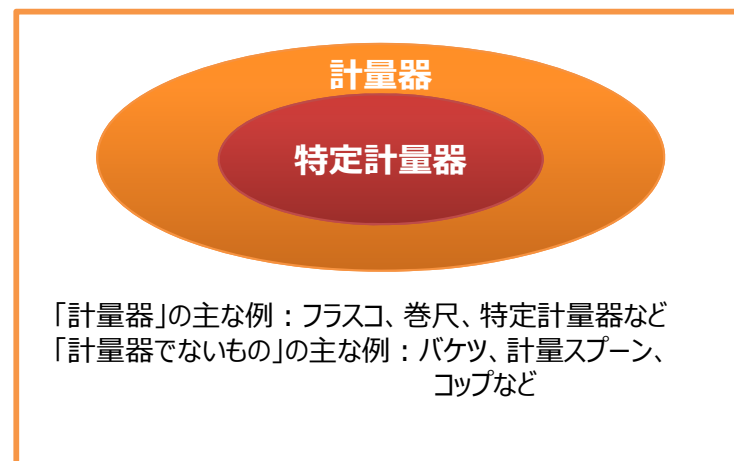 計量器
特定計量器
「計量器」の主な例：フラスコ、巻尺、特定計量器など
「計量器でないもの」の主な例：バケツ、計量スプーン、
コップなど